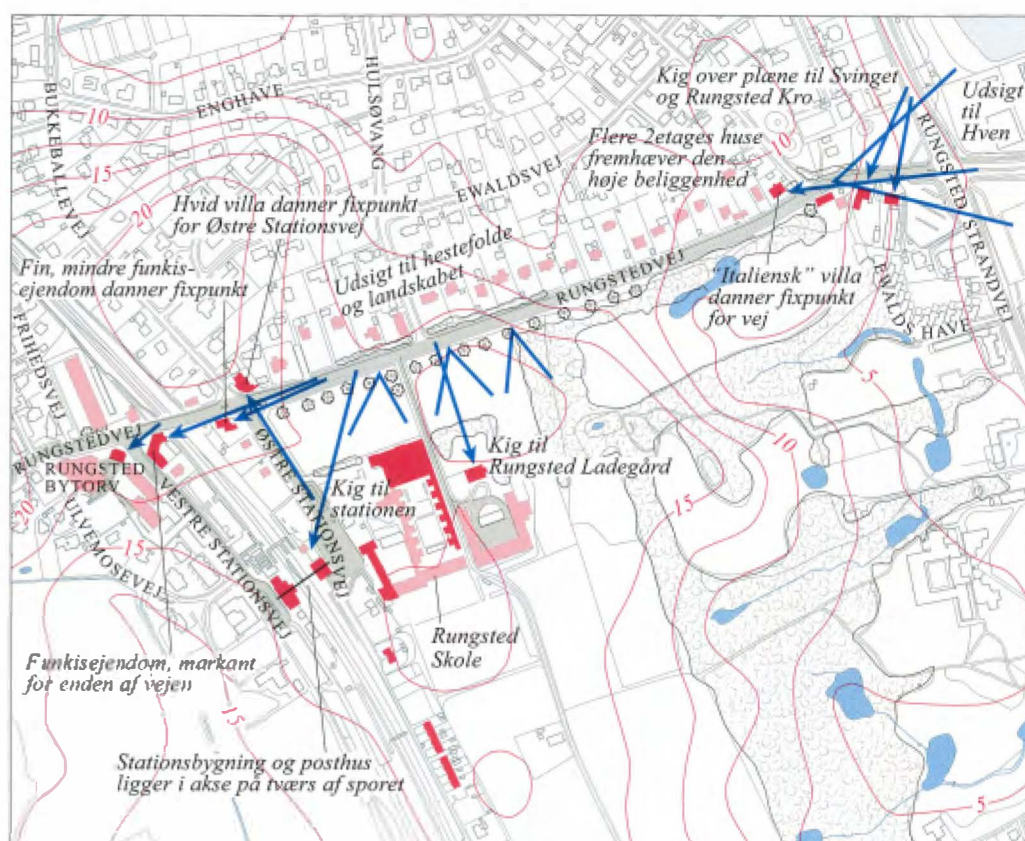 Kig over plæne til Svinget
og Rungsted Kro
Udsigt
til
Hven
BUKKEBALLEVEJ
ENGHAVE
HULSØVANG
10
15
20
Flere 2etages huse
fremhæver den
høje beliggenhed
10
RUNGSTED STRANDVEJ
EWALDSVEJ
Hvid villa danner fixpunkt
for Østre Stationsvej
Udsigt til hestefolde
og landskabet
RUNGSTEDVEJ
Fin, mindre funkis-
ejendom danner fixpunkt
"Italiensk" villa
danner fixpunkt
for vej
EWALDS HAVE
FRIHEDSVEJ
5
RUNGSTEDVEJ
RUNGSTED
BYTORV
ØSTRE STATIONSVEJ
Kig til
Rungsted Ladegård
10
15
20
Kig til
stationen
ULVEMOSEVEJ
VESTRE STATIONSVEJ
15
Rungsted
Skole
Funkisejendom, markant
for enden af vejen
15
Stationsbygning og posthus
ligger i akse på tværs af sporet
5